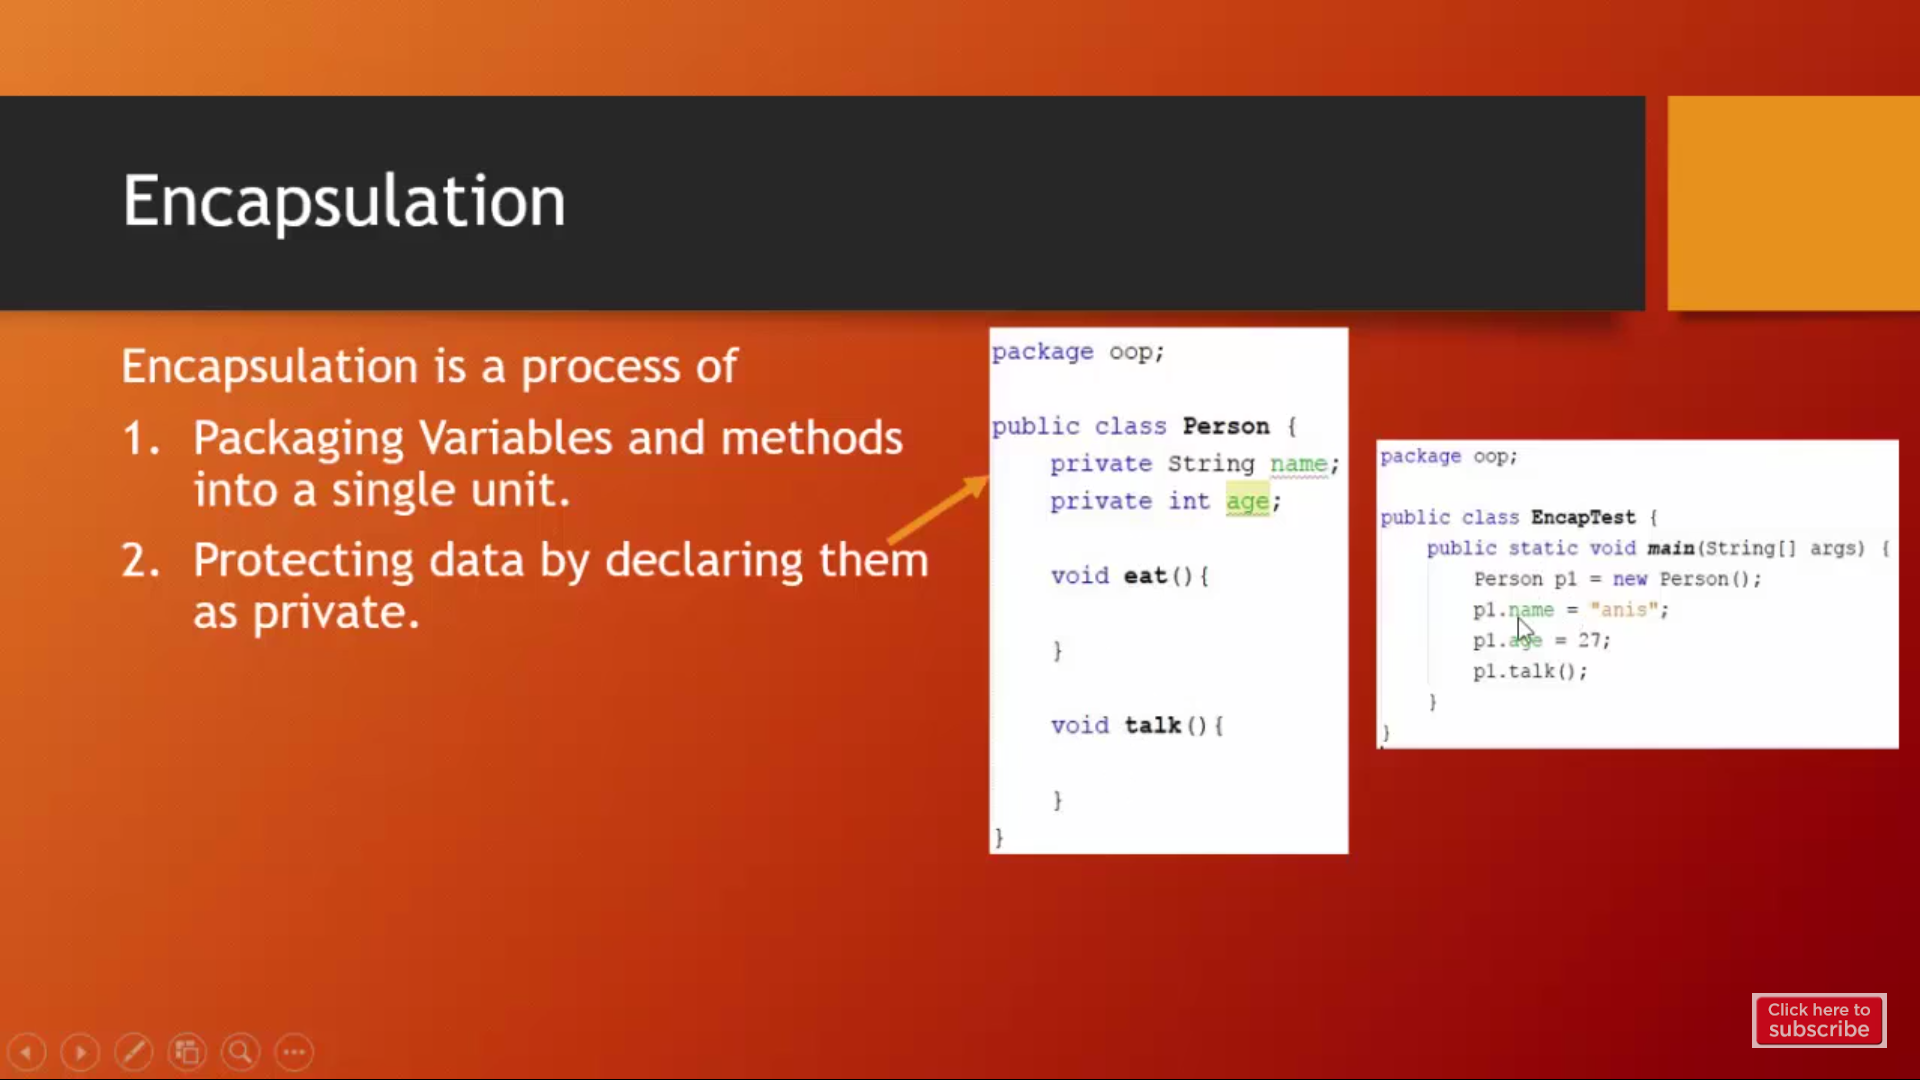 Encapsulation
Encapsulation is a process of
1. Packaging Variables and methods
into a single unit.
2. Protecting data by declaring them
as private.
package oop;
public class Person {
private String name;
private int age;
void eat(){
}
void talk(){
}
}
package oop;
public class EncapTest {
public static void main(String[] args) {
Person p1 = new Person();
p1.name = "anis";
p1.age = 27;
p1.talk();
}
}
Click here to
subscribe